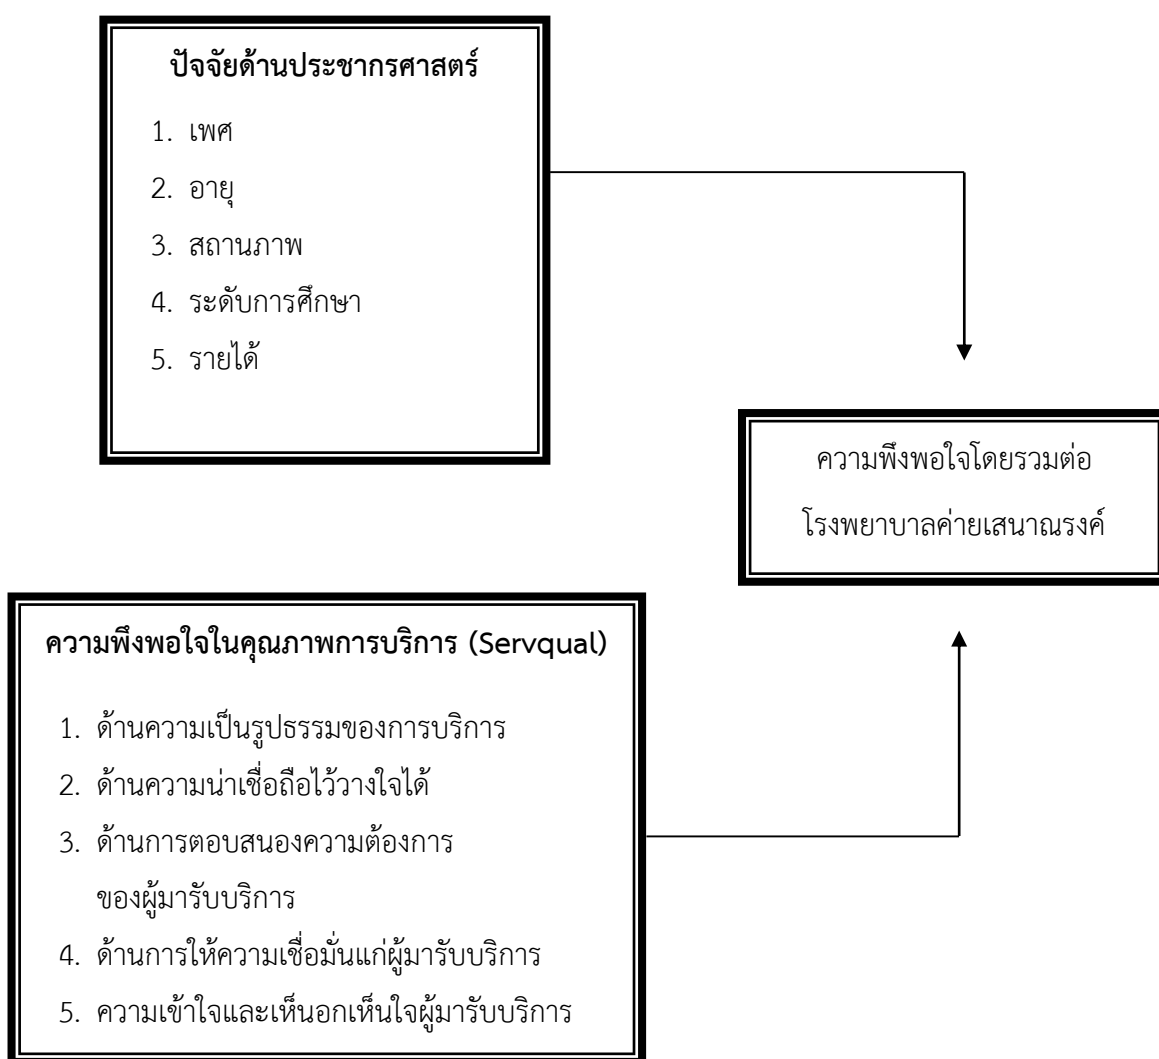 ปัจจัยด้านประชากรศาสตร์
1. เพศ
2. อายุ
3. สถานภาพ
4. ระดับการศึกษา
5. รายได้
ความพึงพอใจโดยรวมต่อ
โรงพยาบาลค่ายเสนาณรงค์
ความพึงพอใจในคุณภาพการบริการ (Servqual)
1. ด้านความเป็นรูปธรรมของการบริการ
2. ด้านความน่าเชื่อถือไว้วางใจได้
3. ด้านการตอบสนองความต้องการ
ของผู้มารับบริการ
4. ด้านการให้ความเชื่อมั่นแก่ผู้มารับบริการ
5. ความเข้าใจและเห็นอกเห็นใจผู้มารับบริการ